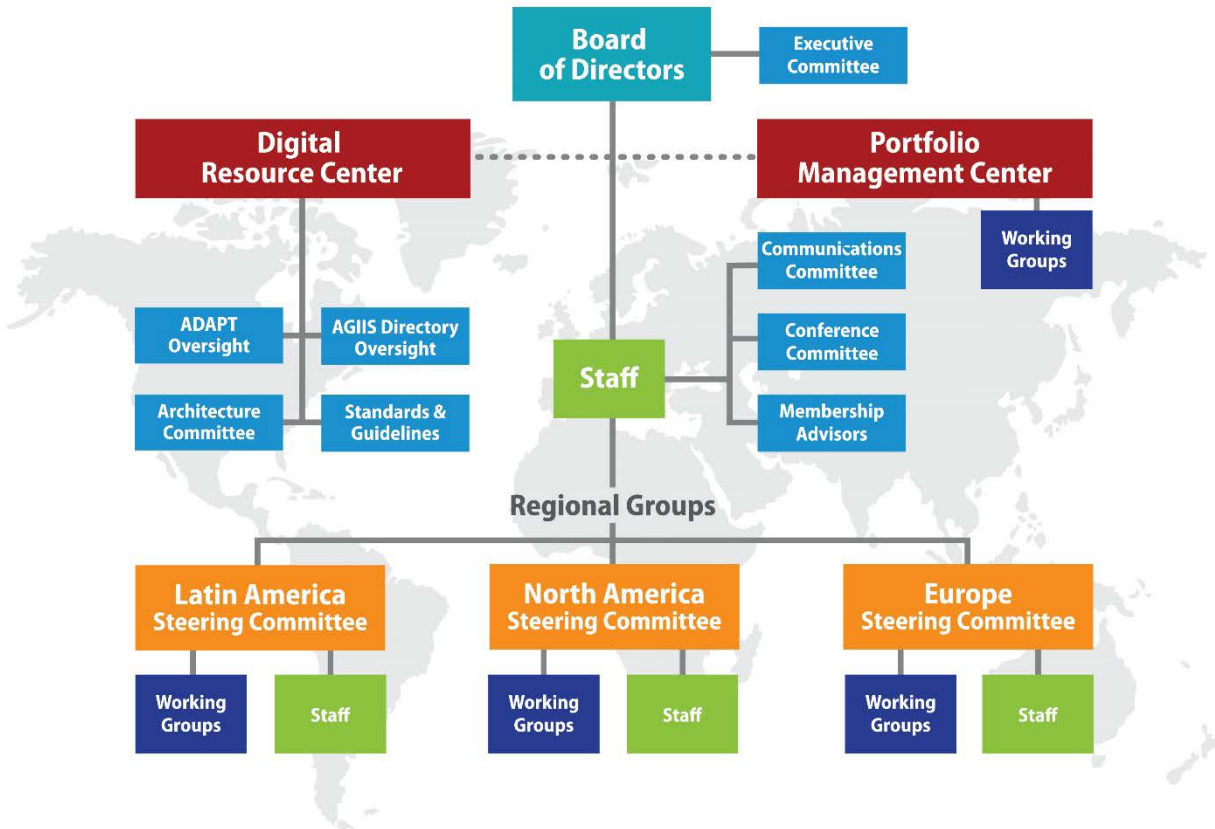 Board
of Directors
Executive
Committee
Digital
Resource Center
Portfolio
Management Center
Working
Groups
Communications
Committee
ADAPT
Oversight
AGIIS Directory
Oversight
Conference
Committee
Staff
Architecture
Committee
Standards &
Guidelines
Membership
Advisors
Regional Groups
Latin America
Steering Committee
North America
Steering Committee
Europe
Steering Committee
Working
Groups
Staff
Working
Groups
Staff
Working
Groups
Staff